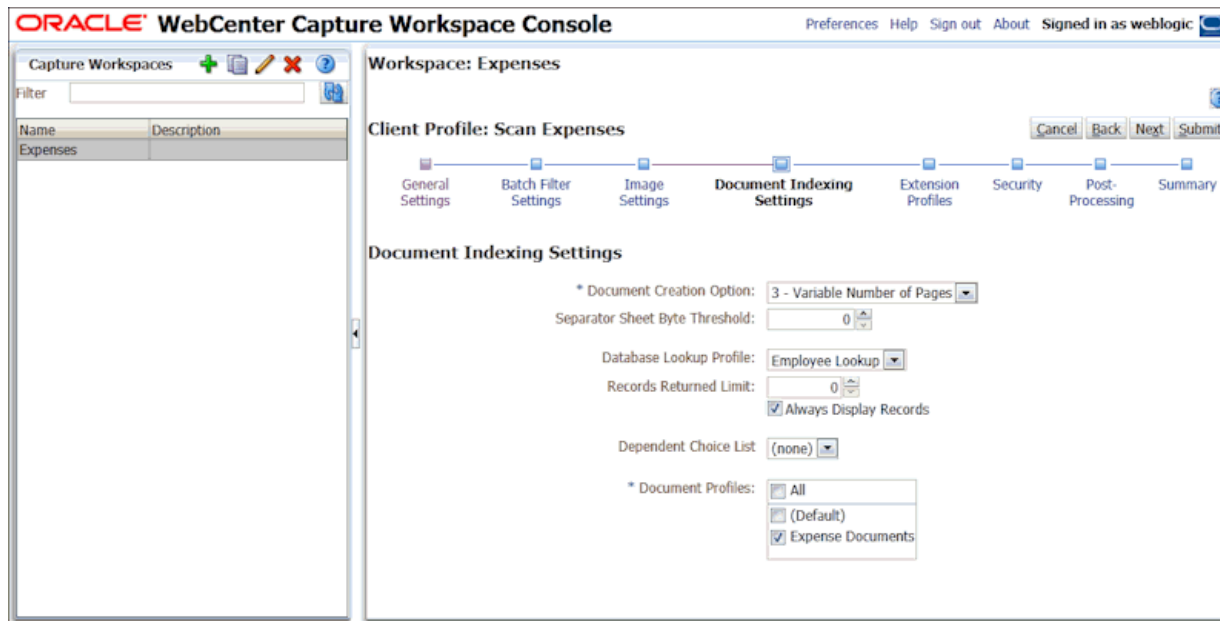 ORACLE® WebCenter Capture Workspace Console
Preferences Help Sign out About Signed in as weblogic
Capture Workspaces
Filter
Name Description
Expenses
Workspace: Expenses
Client Profile: Scan Expenses
Cancel Back Next Submit
General Settings
Batch Filter Settings
Image Settings
Document Indexing Settings
Extension Profiles
Security
Post-Processing
Summary
Document Indexing Settings
* Document Creation Option: 3 - Variable Number of Pages
Separator Sheet Byte Threshold: 0
Database Lookup Profile: Employee Lookup
Records Returned Limit: 0
Always Display Records
Dependent Choice List (none)
* Document Profiles: All
(Default)
Expense Documents